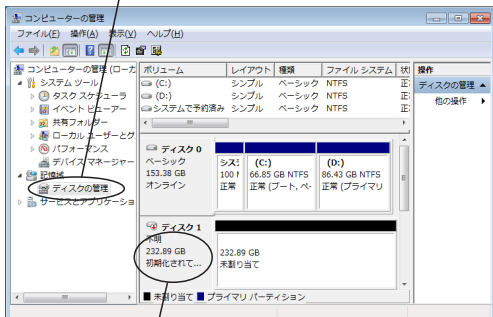 コンピューターの管理
ファイル(F) 操作(A) 表示(V) ヘルプ(H)
コンピューターの管理 (ローカ
システム ツール
タスク スケジューラ
イベント ビューアー
共有フォルダー
ローカル ユーザーとグ
パフォーマンス
デバイス マネージャー
記憶域
ディスクの管理
サービスとアプリケーショ
ボリューム レイアウト 種類 ファイル システム 状
(C:) シンプル ベーシック NTFS 正
(D:) シンプル ベーシック NTFS 正
システムで予約済み シンプル ベーシック NTFS 正
ディスク 0
ベーシック
153.38 GB
オンライン
シス
100 M
正常
(C:)
66.85 GB NTFS
正常 (ブート, ペ-
(D:)
86.43 GB NTFS
正常 (プライマリ
ディスク 1
不明
232.89 GB
初期化されて...
232.89 GB
未割り当て
未割り当て プライマリ パーティション
操作
ディスクの管理
他の操作